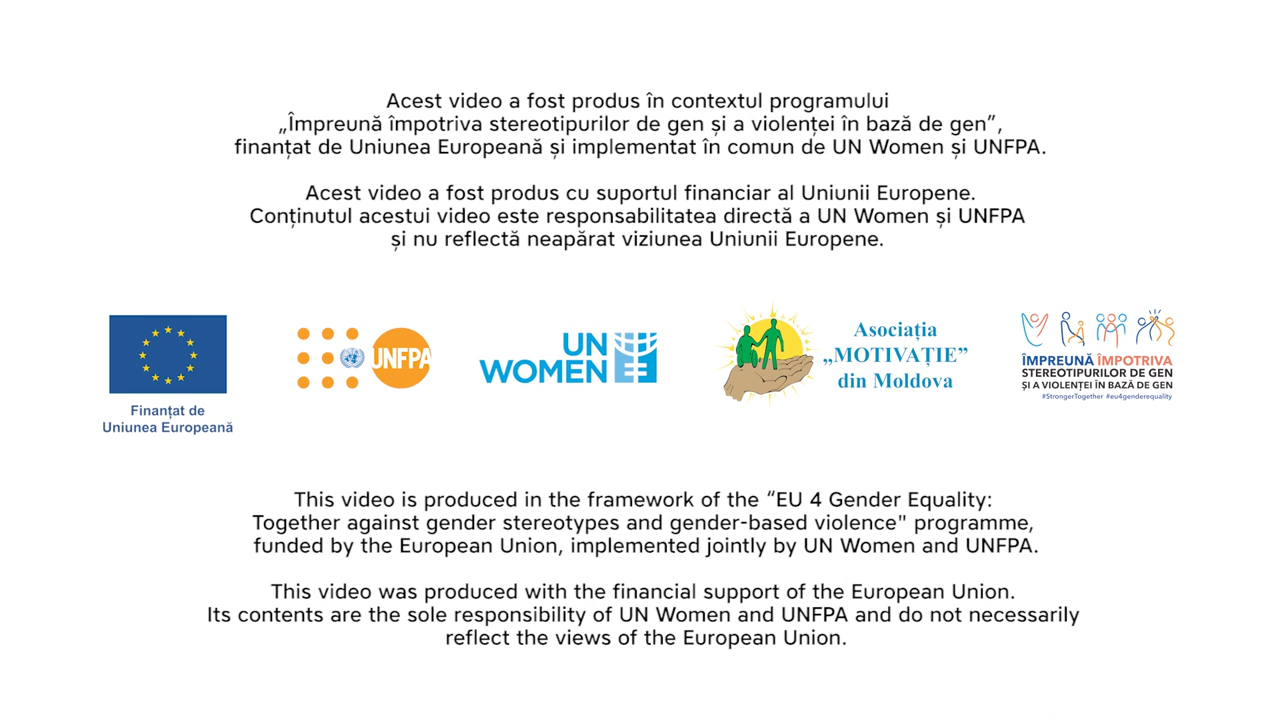 Acest video a fost produs în contextul programului
„Împreună împotriva stereotipurilor de gen și a violenței în bază de gen”,
finanțat de Uniunea Europeană și implementat în comun de UN Women și UNFPA.
Acest video a fost produs cu suportul financiar al Uniunii Europene.
Conținutul acestui video este responsabilitatea directă a UN Women și UNFPA
și nu reflectă neapărat viziunea Uniunii Europene.
Finanțat de
Uniunea Europeană
UNFPA
UN
WOMEN
Asociația
„MOTIVAȚIE”
din Moldova
ÎMPREUNĂ ÎMPOTRIVA
STEREOTIPURILOR DE GEN
ȘI A VIOLENȚEI ÎN BAZĂ DE GEN
#StrongerTogether #eu4genderequality
This video is produced in the framework of the “EU 4 Gender Equality:
Together against gender stereotypes and gender-based violence" programme,
funded by the European Union, implemented jointly by UN Women and UNFPA.
This video was produced with the financial support of the European Union.
Its contents are the sole responsibility of UN Women and UNFPA and do not necessarily
reflect the views of the European Union.